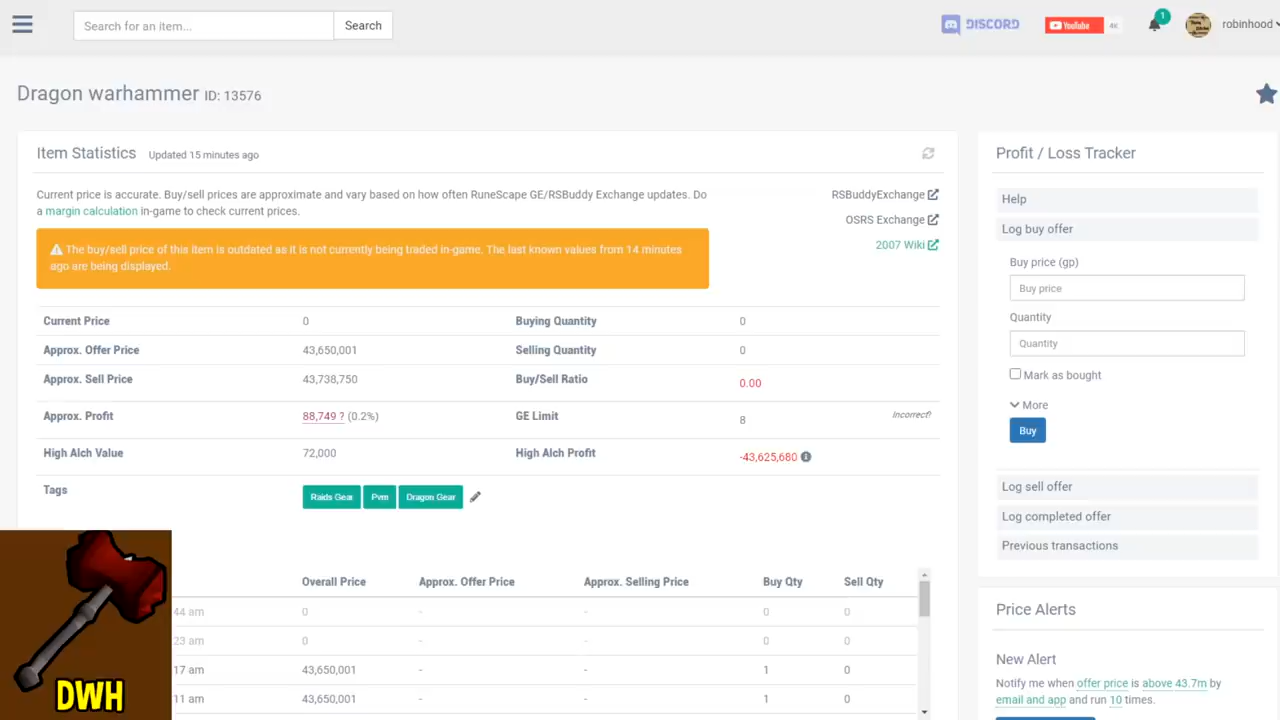 Search for an item...
Search
DISCORD
YouTube
4K
1
robinhood
Dragon warhammer ID: 13576
Item Statistics Updated 15 minutes ago
Current price is accurate. Buy/sell prices are approximate and vary based on how often RuneScape GE/RSBuddy Exchange updates. Do
a margin calculation in-game to check current prices.
RSBuddyExchange
OSRS Exchange
2007 Wiki
The buy/sell price of this item is outdated as it is not currently being traded in-game. The last known values from 14 minutes
ago are being displayed.
Current Price 0 Buying Quantity 0
Approx. Offer Price 43,650,001 Selling Quantity 0
Approx. Sell Price 43,738,750 Buy/Sell Ratio 0.00
Approx. Profit 88,749 ? (0.2%) GE Limit 8 Incorrect?
High Alch Value 72,000 High Alch Profit -43,625,680
Tags Raids Gear Pvm Dragon Gear
Overall Price Approx. Offer Price Approx. Selling Price Buy Qty Sell Qty
44 am 0 - - 0 0
23 am 0 - - 0 0
17 am 43,650,001 - - 1 0
11 am 43,650,001 - - 1 0
DWH
Profit / Loss Tracker
Help
Log buy offer
Buy price (gp)
Buy price
Quantity
Quantity
Mark as bought
More
Buy
Log sell offer
Log completed offer
Previous transactions
Price Alerts
New Alert
Notify me when offer price is above 43.7m by
email and app and run 10 times.